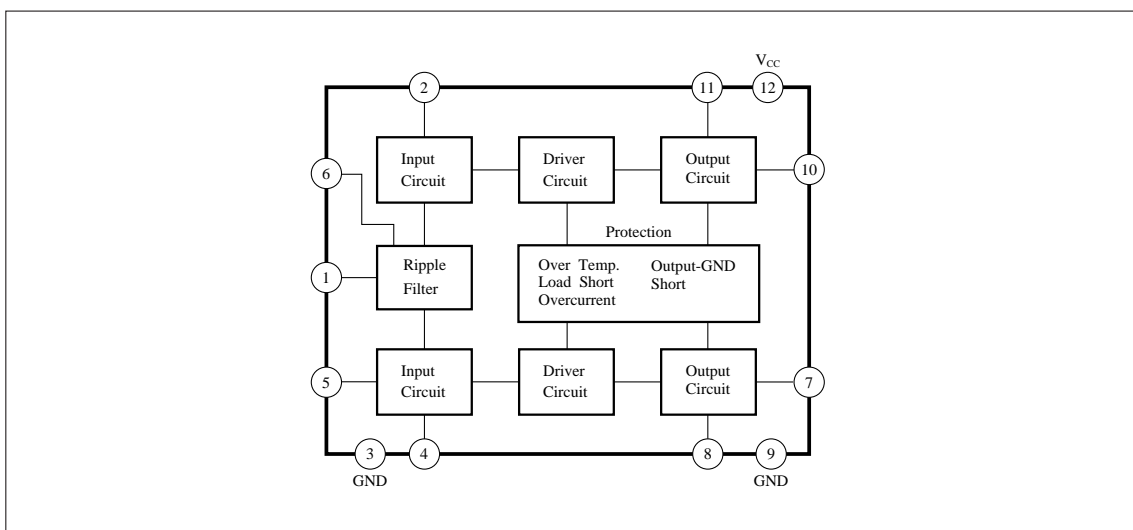 V_CC
2
11
12
Input
Circuit
Driver
Circuit
Output
Circuit
6
10
Protection
Ripple
Filter
Over Temp.
Load Short
Overcurrent
Output-GND
Short
1
Input
Circuit
Driver
Circuit
Output
Circuit
5
7
3
4
8
9
GND
GND